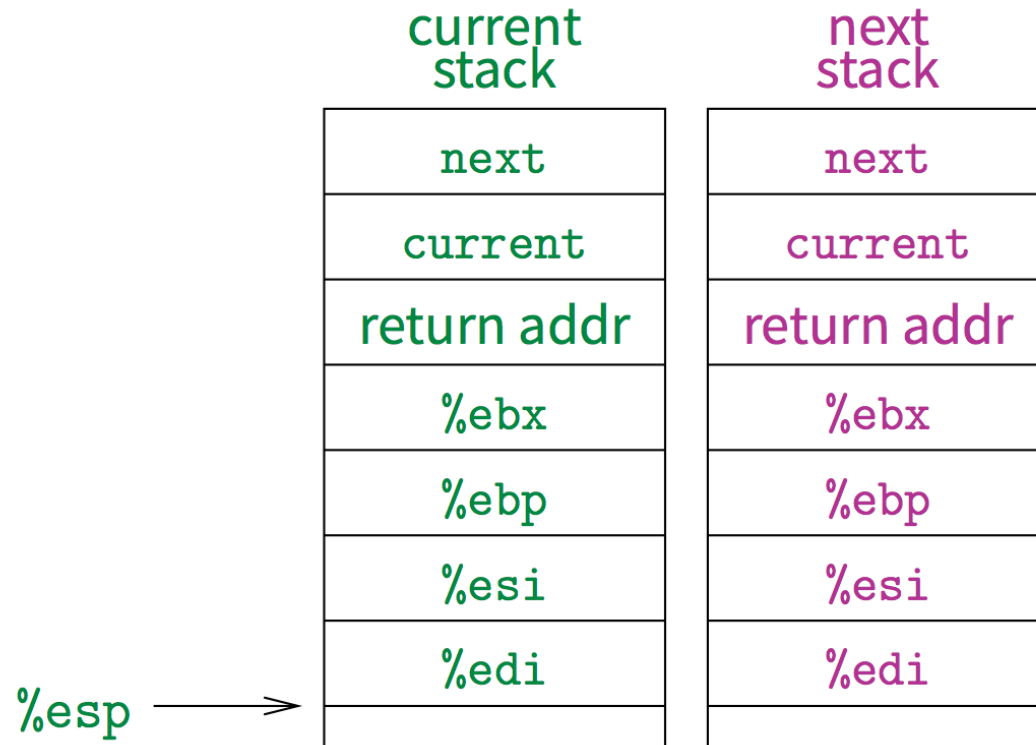 current
stack
next
stack
next
next
current
current
return addr
return addr
%ebx
%ebx
%ebp
%ebp
%esi
%esi
%edi
%edi
%esp